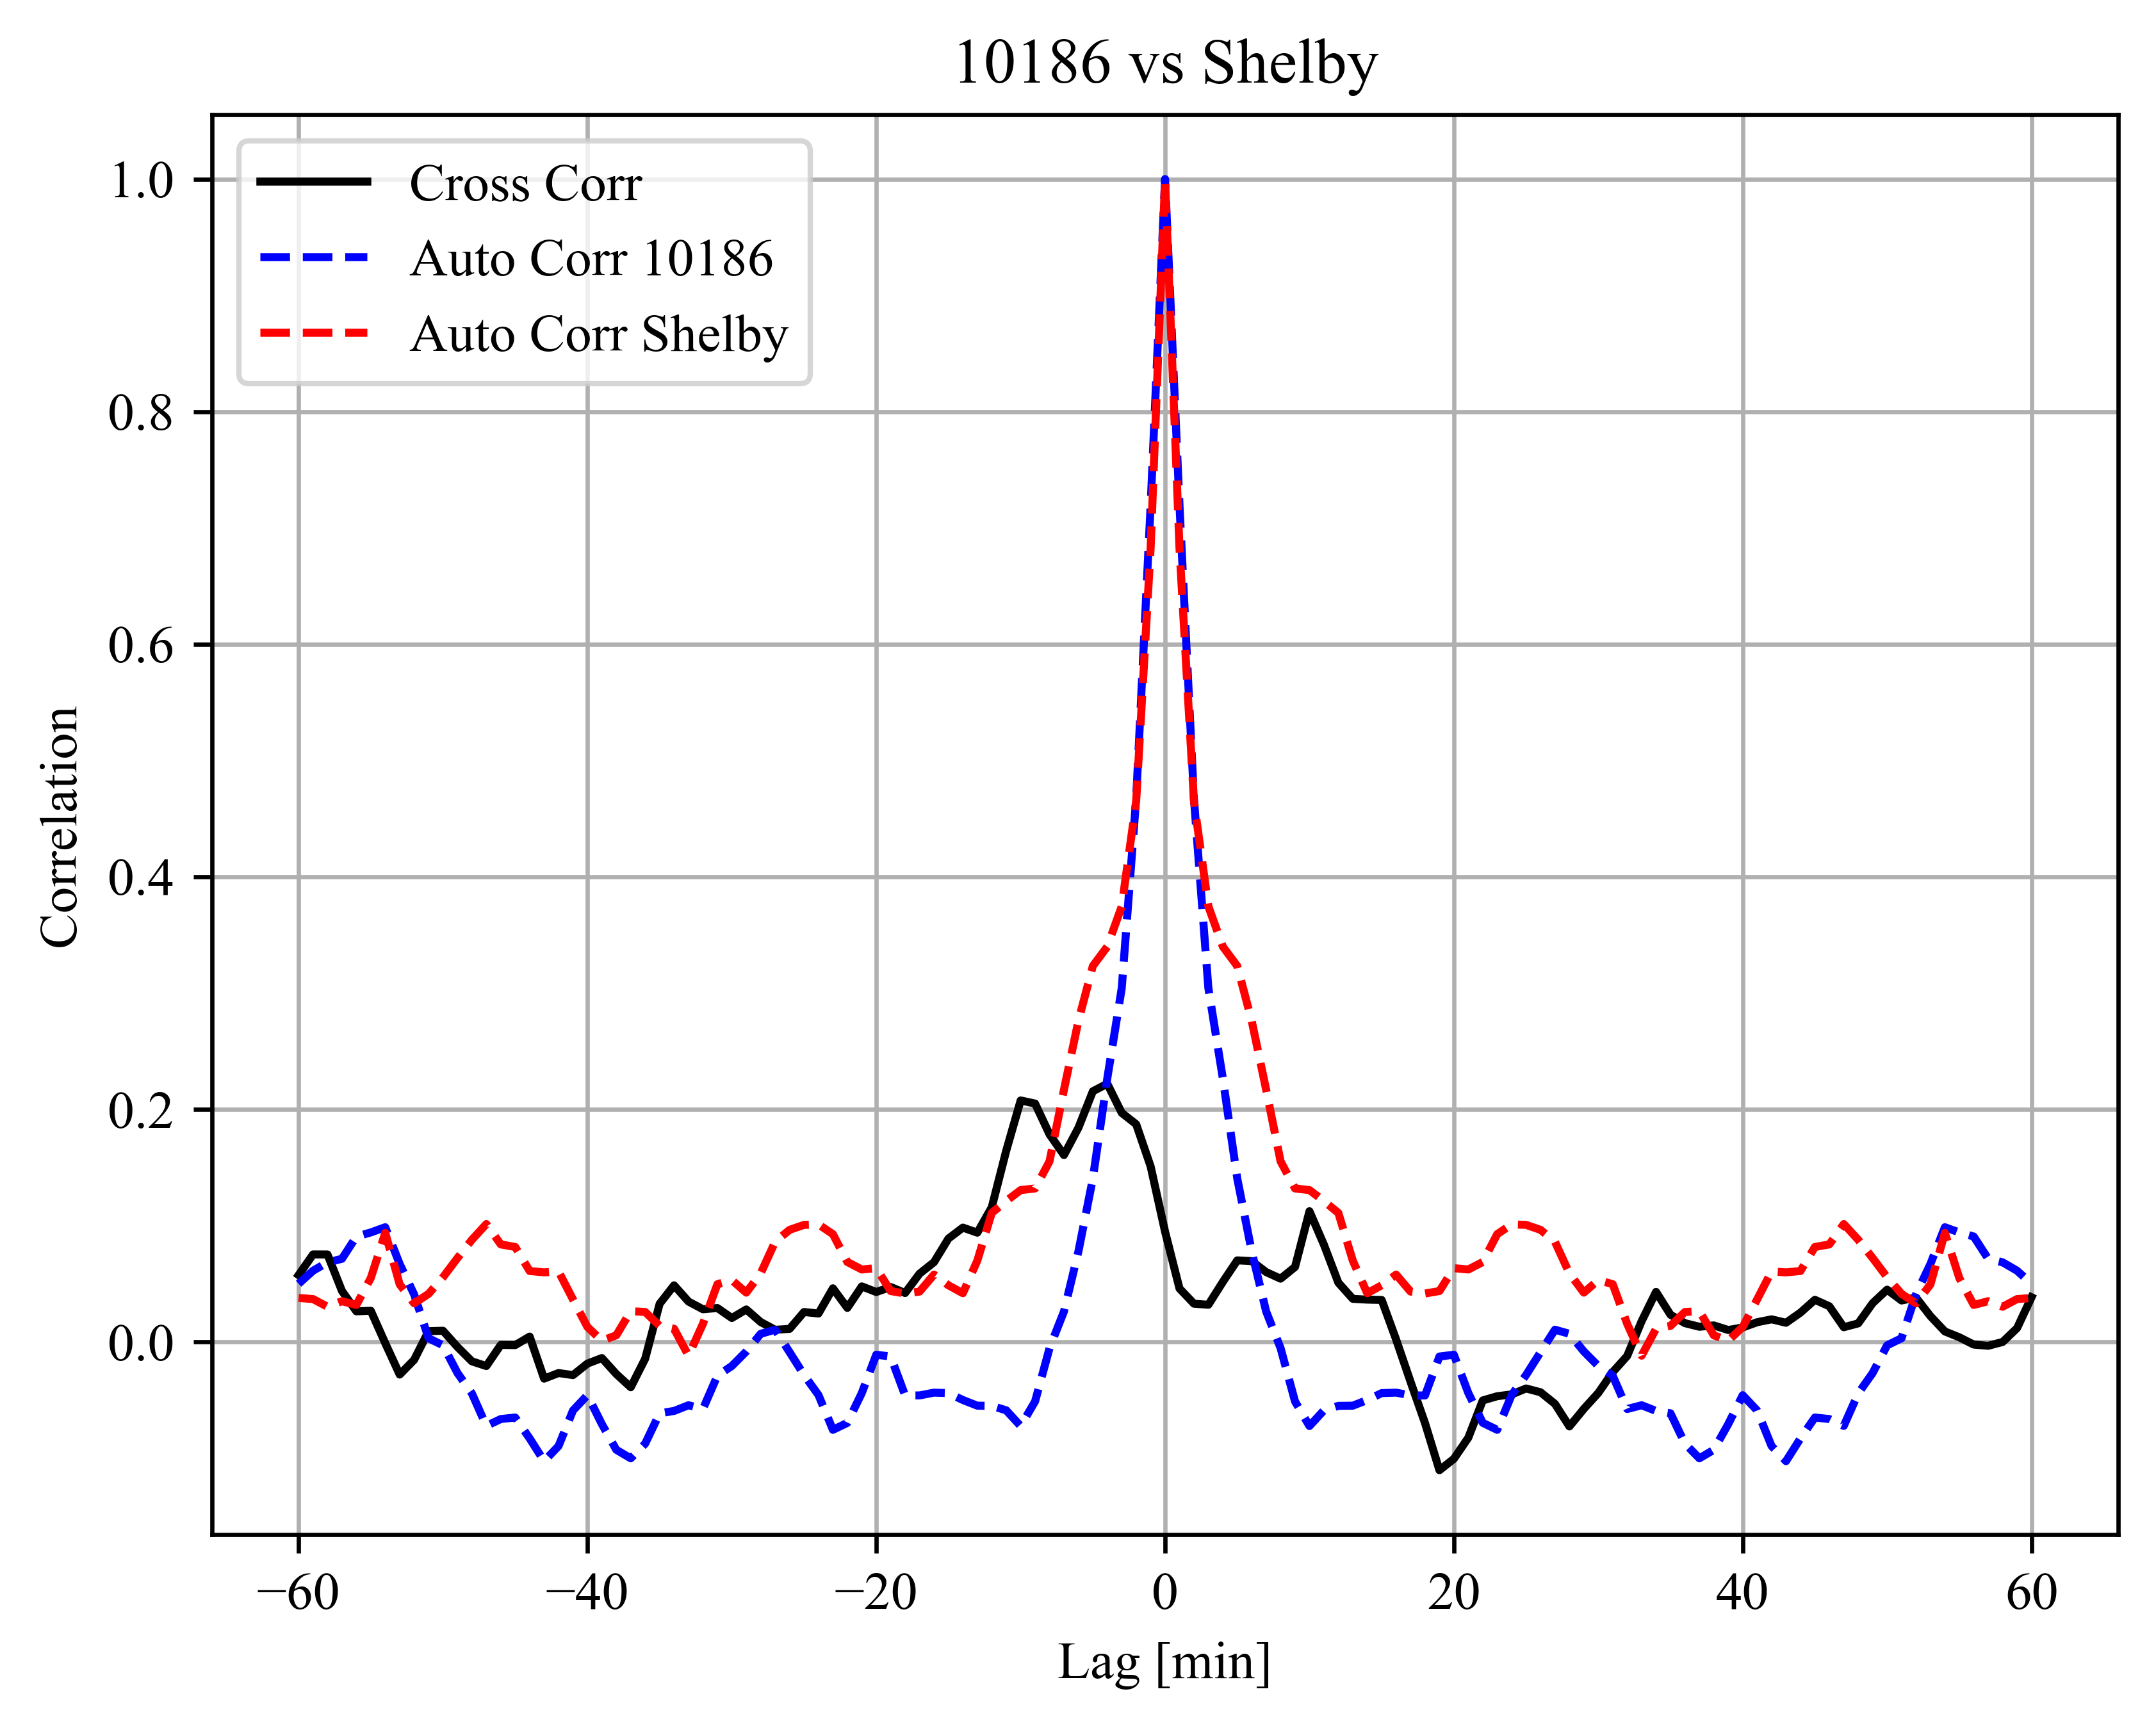 10186 vs Shelby
Cross Corr
Auto Corr 10186
Auto Corr Shelby
1.0
0.8
0.6
0.4
0.2
0.0
Correlation
−60
−40
−20
0
20
40
60
Lag [min]